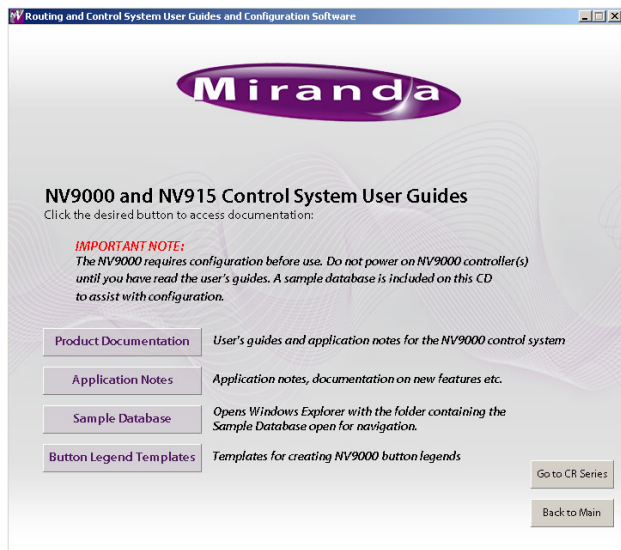 Routing and Control System User Guides and Configuration Software
Miranda
NV9000 and NV915 Control System User Guides
Click the desired button to access documentation:
IMPORTANT NOTE:
The NV9000 requires configuration before use. Do not power on NV9000 controller(s)
until you have read the user's guides. A sample database is included on this CD
to assist with configuration.
Product Documentation
User's guides and application notes for the NV9000 control system
Application Notes
Application notes, documentation on new features etc.
Sample Database
Opens Windows Explorer with the folder containing the
Sample Database open for navigation.
Button Legend Templates
Templates for creating NV9000 button legends
Go to CR Series
Back to Main